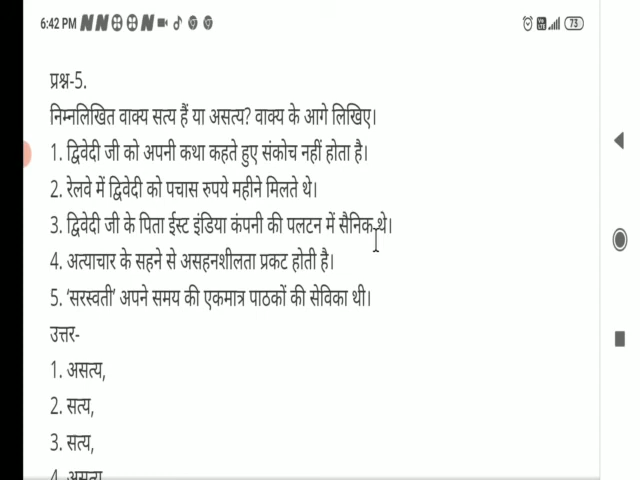 6:42 PM
73
प्रश्न-5.
निम्नलिखित वाक्य सत्य हैं या असत्य? वाक्य के आगे लिखिए।
1. द्विवेदी जी को अपनी कथा कहते हुए संकोच नहीं होता है।
2. रेलवे में द्विवेदी को पचास रुपये महीने मिलते थे।
3. द्विवेदी जी के पिता ईस्ट इंडिया कंपनी की पलटन में सैनिक थे।
4. अत्याचार के सहने से असहनशीलता प्रकट होती है।
5. ‘सरस्वती’ अपने समय की एकमात्र पाठकों की सेविका थी।
उत्तर-
1. असत्य,
2. सत्य,
3. सत्य,
4. असत्य